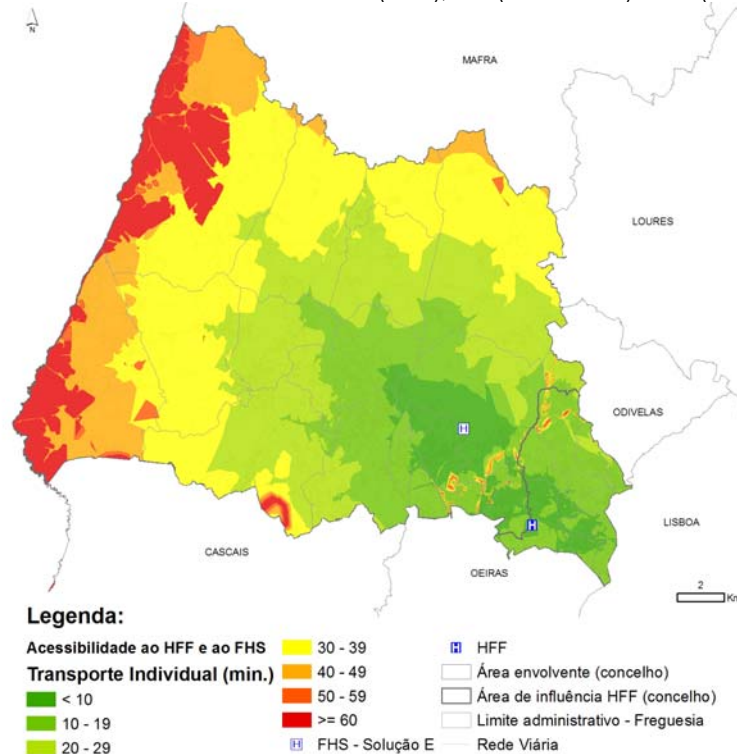 N
MAFRA
LOURES
ODIVELAS
LISBOA
CASCAIS
OEIRAS
2
Km
Legenda:
Acessibilidade ao HFF e ao FHS
Transporte Individual (min.)
< 10
10 - 19
20 - 29
30 - 39
40 - 49
50 - 59
>= 60
H FHS - Solução E
H HFF
Área envolvente (concelho)
Área de influência HFF (concelho)
Limite administrativo - Freguesia
Rede Viária
H
H